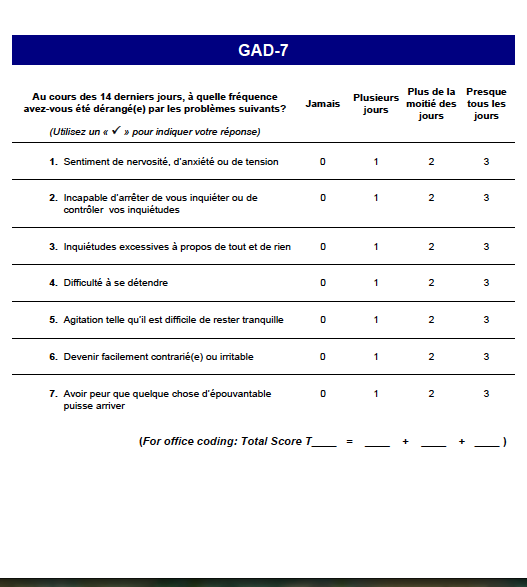 GAD-7
Au cours des 14 derniers jours, à quelle fréquence
avez-vous été dérangé(e) par les problèmes suivants?
(Utilisez un « ✓ » pour indiquer votre réponse)
Jamais
Plusieurs
jours
Plus de la
moitié des
jours
Presque
tous les
jours
1. Sentiment de nervosité, d'anxiété ou de tension 0 1 2 3
2. Incapable d'arrêter de vous inquiéter ou de 0 1 2 3
contrôler vos inquiétudes
3. Inquiétudes excessives à propos de tout et de rien 0 1 2 3
4. Difficulté à se détendre 0 1 2 3
5. Agitation telle qu'il est difficile de rester tranquille 0 1 2 3
6. Devenir facilement contrarié(e) ou irritable 0 1 2 3
7. Avoir peur que quelque chose d'épouvantable 0 1 2 3
puisse arriver
(For office coding: Total Score T____ = ____ + ____ + ____ )